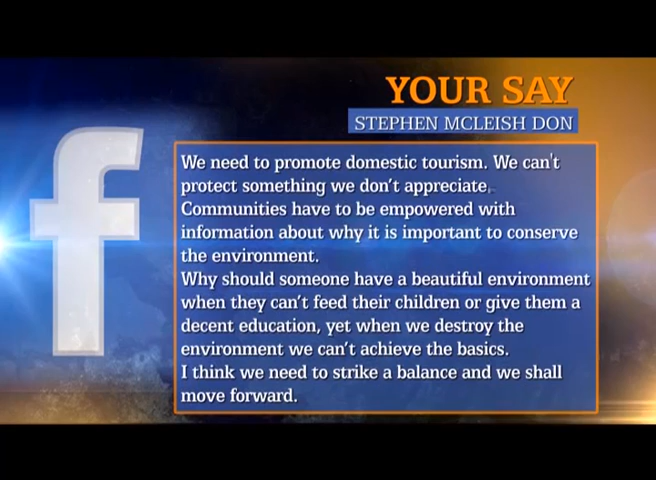 YOUR SAY
STEPHEN MCLEISH DON
We need to promote domestic tourism. We can't
protect something we don't appreciate.
Communities have to be empowered with
information about why it is important to conserve
the environment.
Why should someone have a beautiful environment
when they can't feed their children or give them a
decent education, yet when we destroy the
environment we can't achieve the basics.
I think we need to strike a balance and we shall
move forward.
f